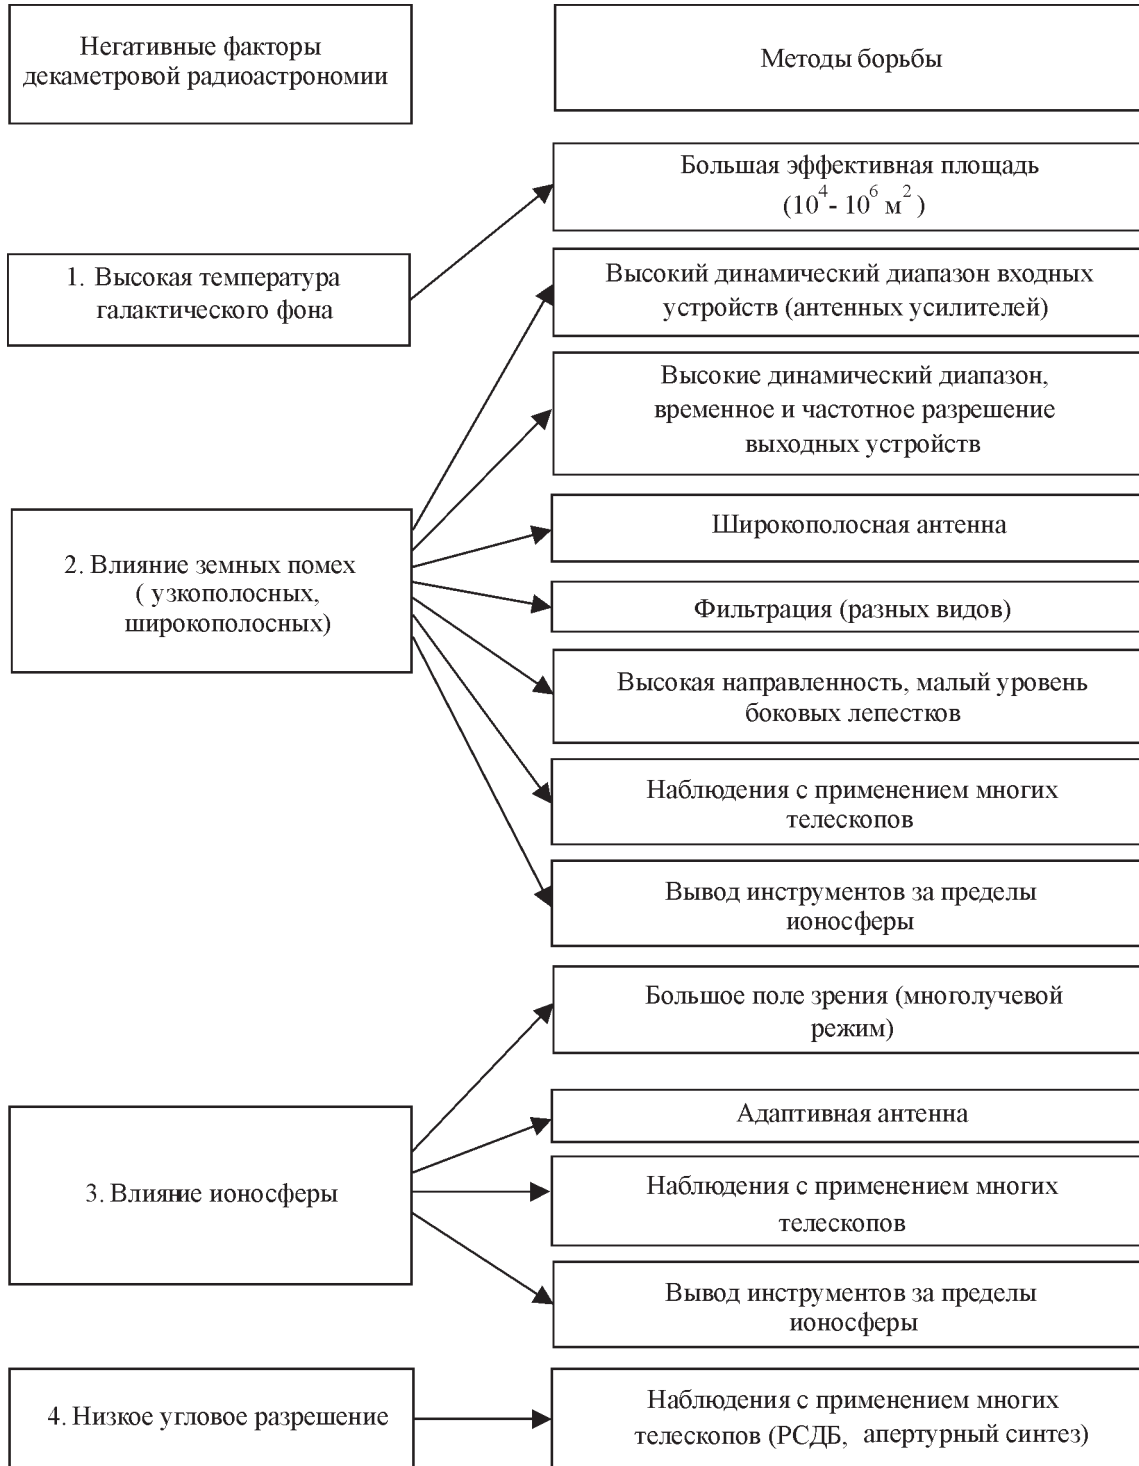 Негативные факторы
декаметровой радиоастрономии
Методы борьбы
Большая эффективная площадь
(10⁴- 10⁶ м²)
1. Высокая температура
галактического фона
Высокий динамический диапазон входных
устройств (антенных усилителей)
Высокие динамический диапазон,
временное и частотное разрешение
выходных устройств
2. Влияние земных помех
( узкополосных,
широкополосных)
Широкополосная антенна
Фильтрация (разных видов)
Высокая направленность, малый уровень
боковых лепестков
Наблюдения с применением многих
телескопов
Вывод инструментов за пределы
ионосферы
3. Влияние ионосферы
Большое поле зрения (многолучевой
режим)
Адаптивная антенна
Наблюдения с применением многих
телескопов
Вывод инструментов за пределы
ионосферы
4. Низкое угловое разрешение
Наблюдения с применением многих
телескопов (РСДБ, апертурный синтез)